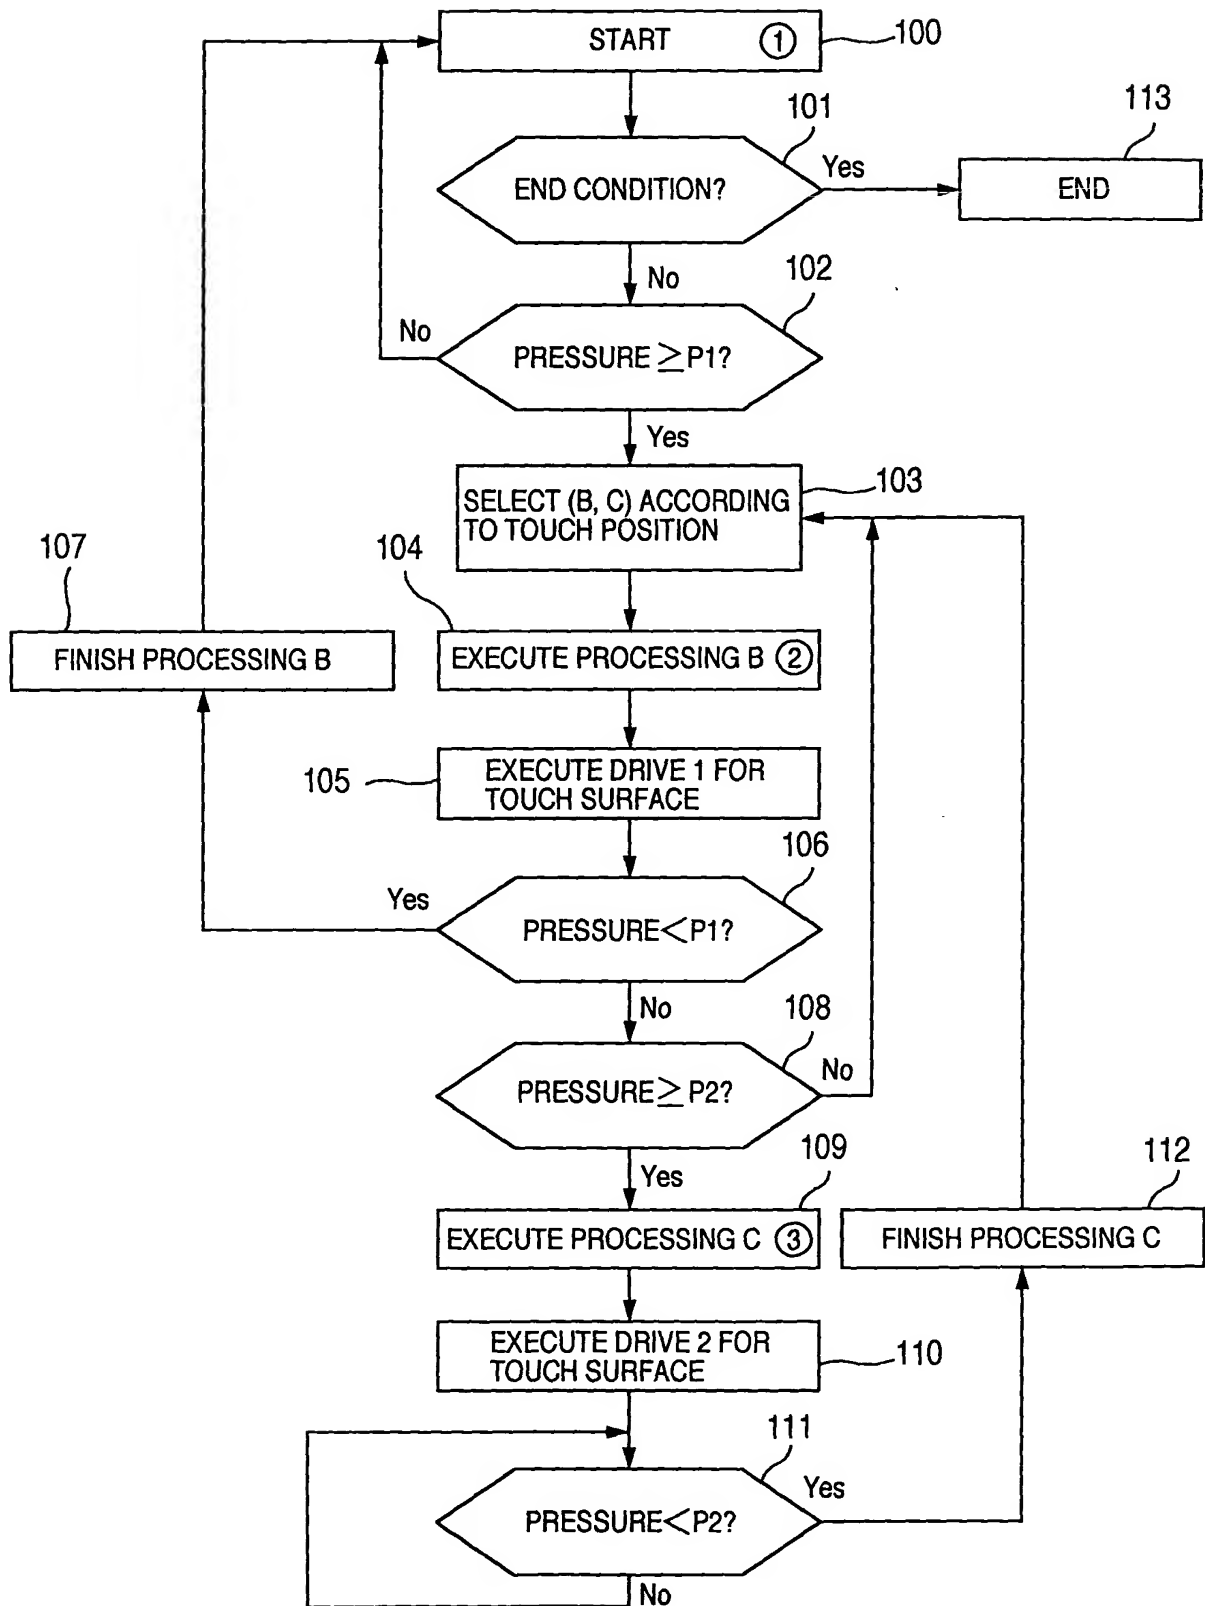 START ① 100
101
113
END CONDITION?
Yes
END
No
102
No
PRESSURE ≥ P1?
Yes
103
SELECT (B, C) ACCORDING
TO TOUCH POSITION
107
104
FINISH PROCESSING B
EXECUTE PROCESSING B ②
105
EXECUTE DRIVE 1 FOR
TOUCH SURFACE
106
Yes
PRESSURE<P1?
No
108
PRESSURE ≥ P2?
No
109
112
Yes
EXECUTE PROCESSING C ③
FINISH PROCESSING C
EXECUTE DRIVE 2 FOR
TOUCH SURFACE
110
111
Yes
PRESSURE<P2?
No